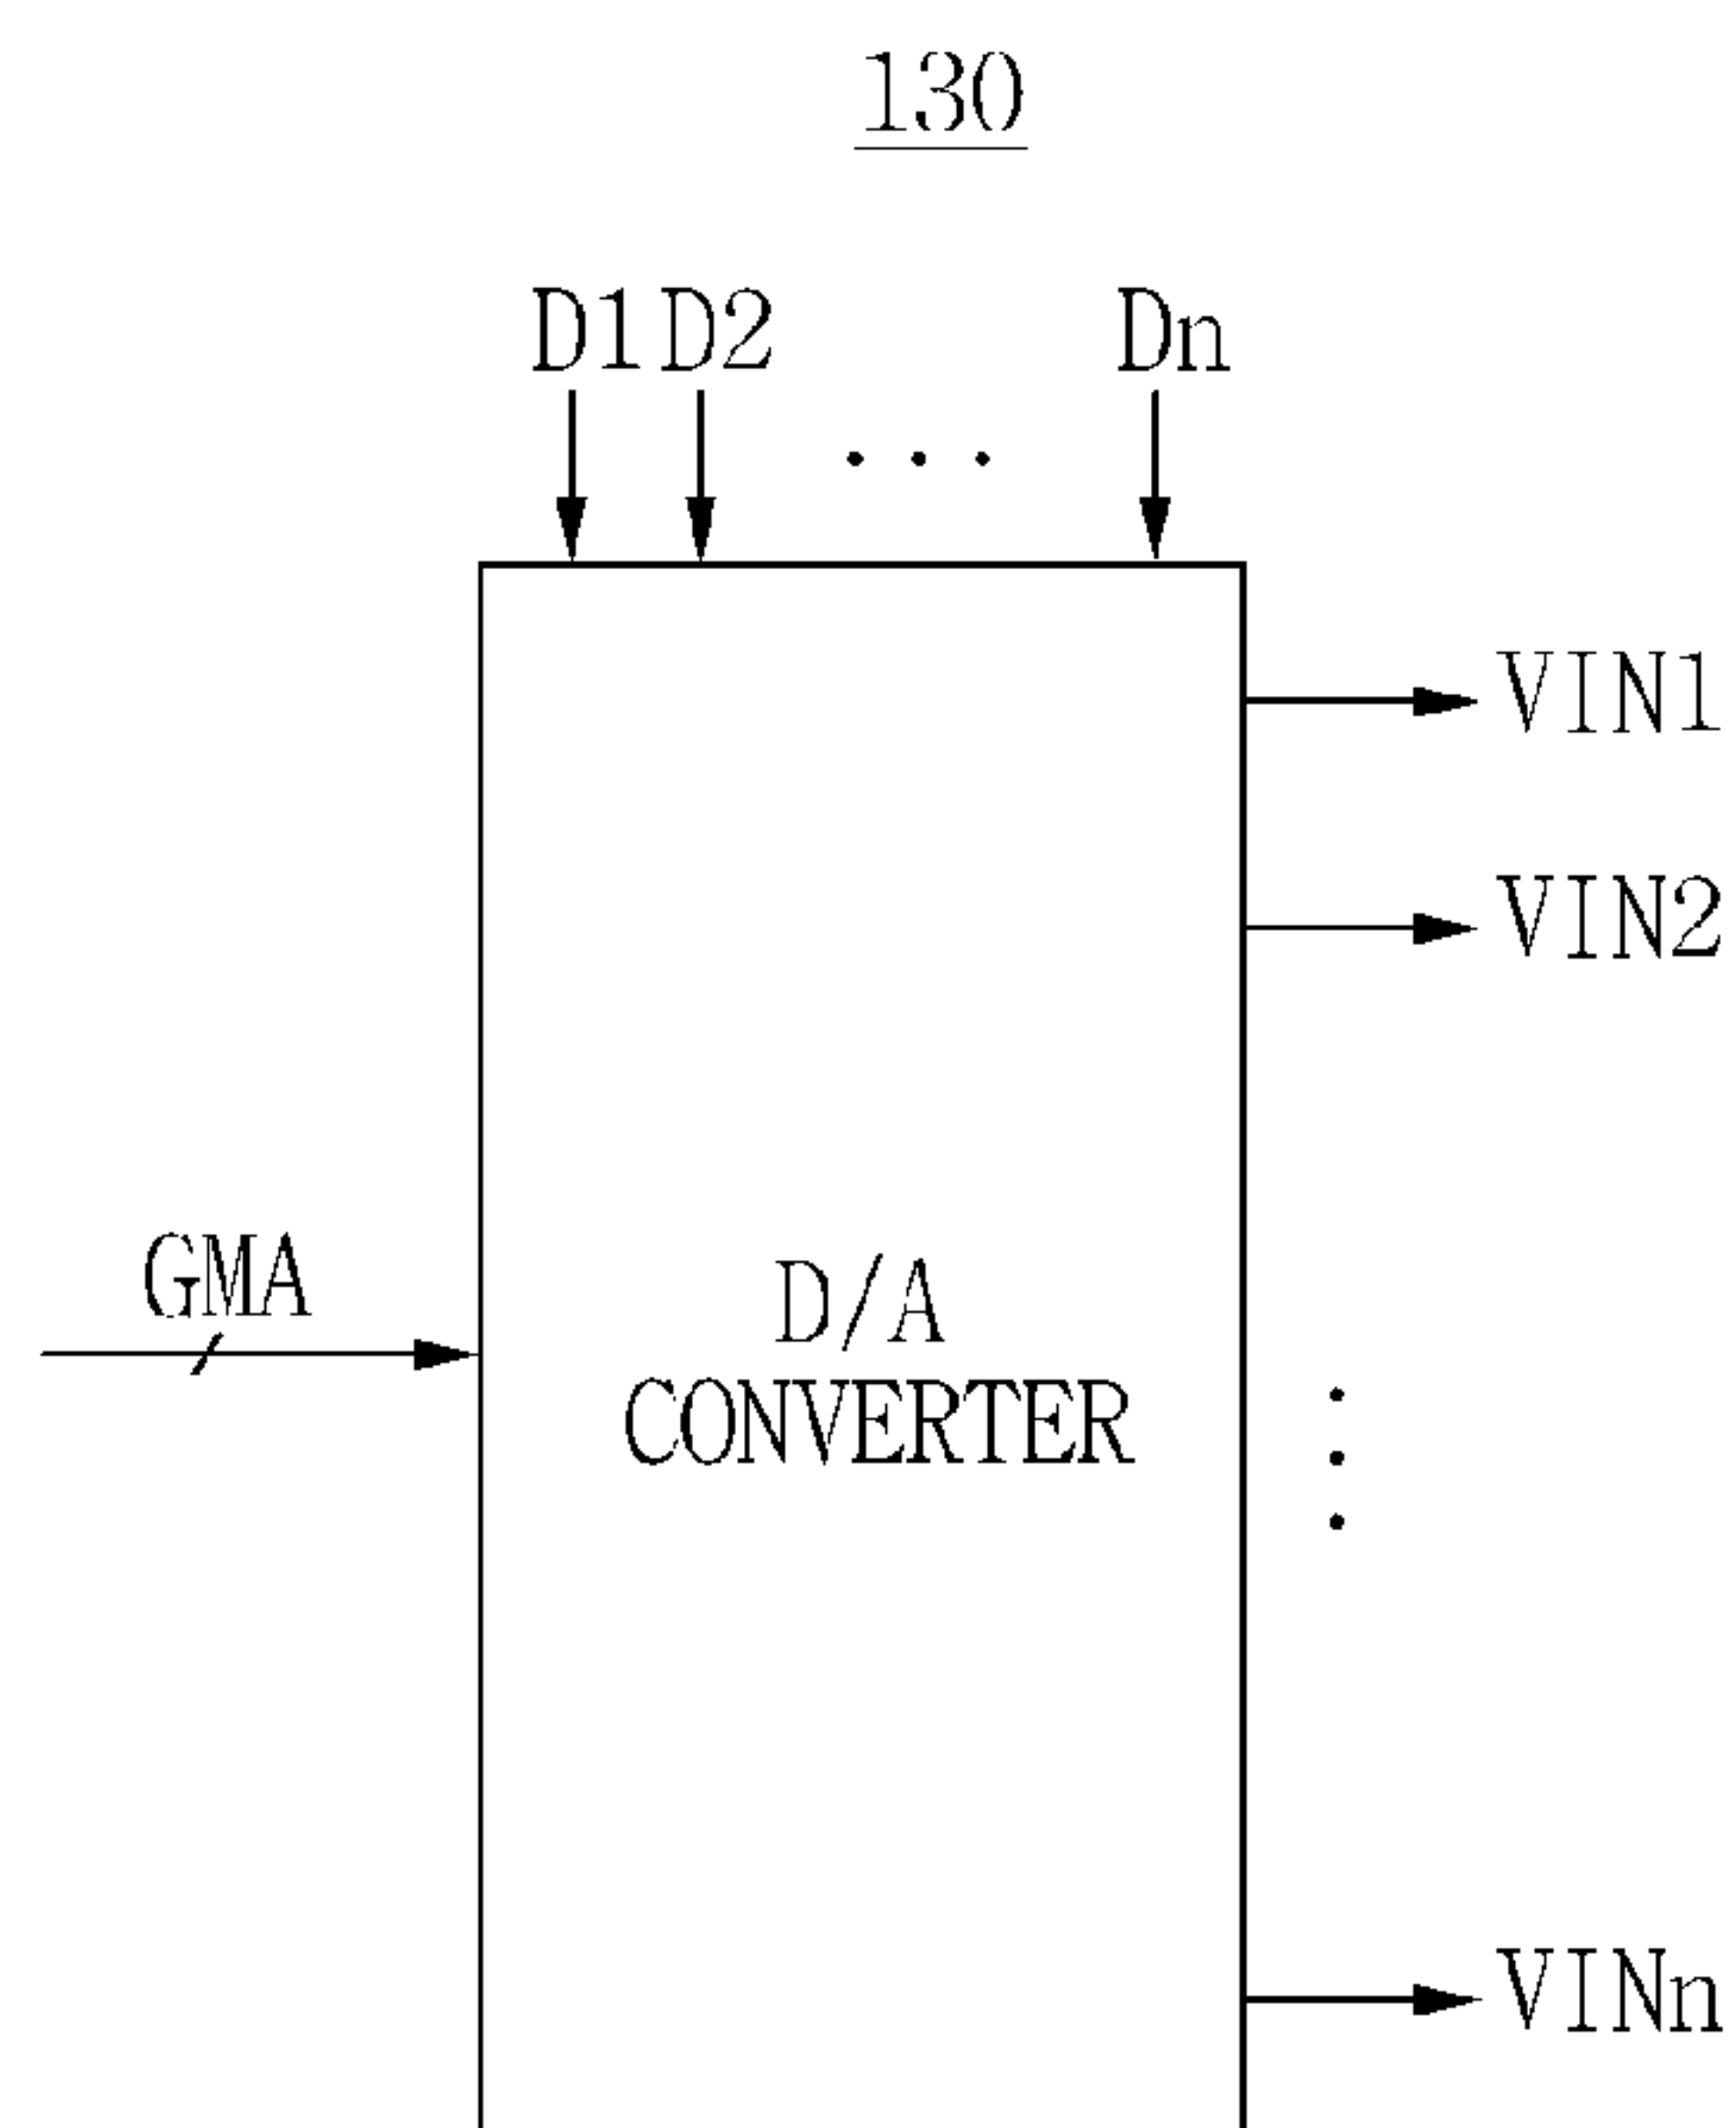 130
D1 D2 ... Dn
VIN1
VIN2
GMA
D/A
CONVERTER
VINn